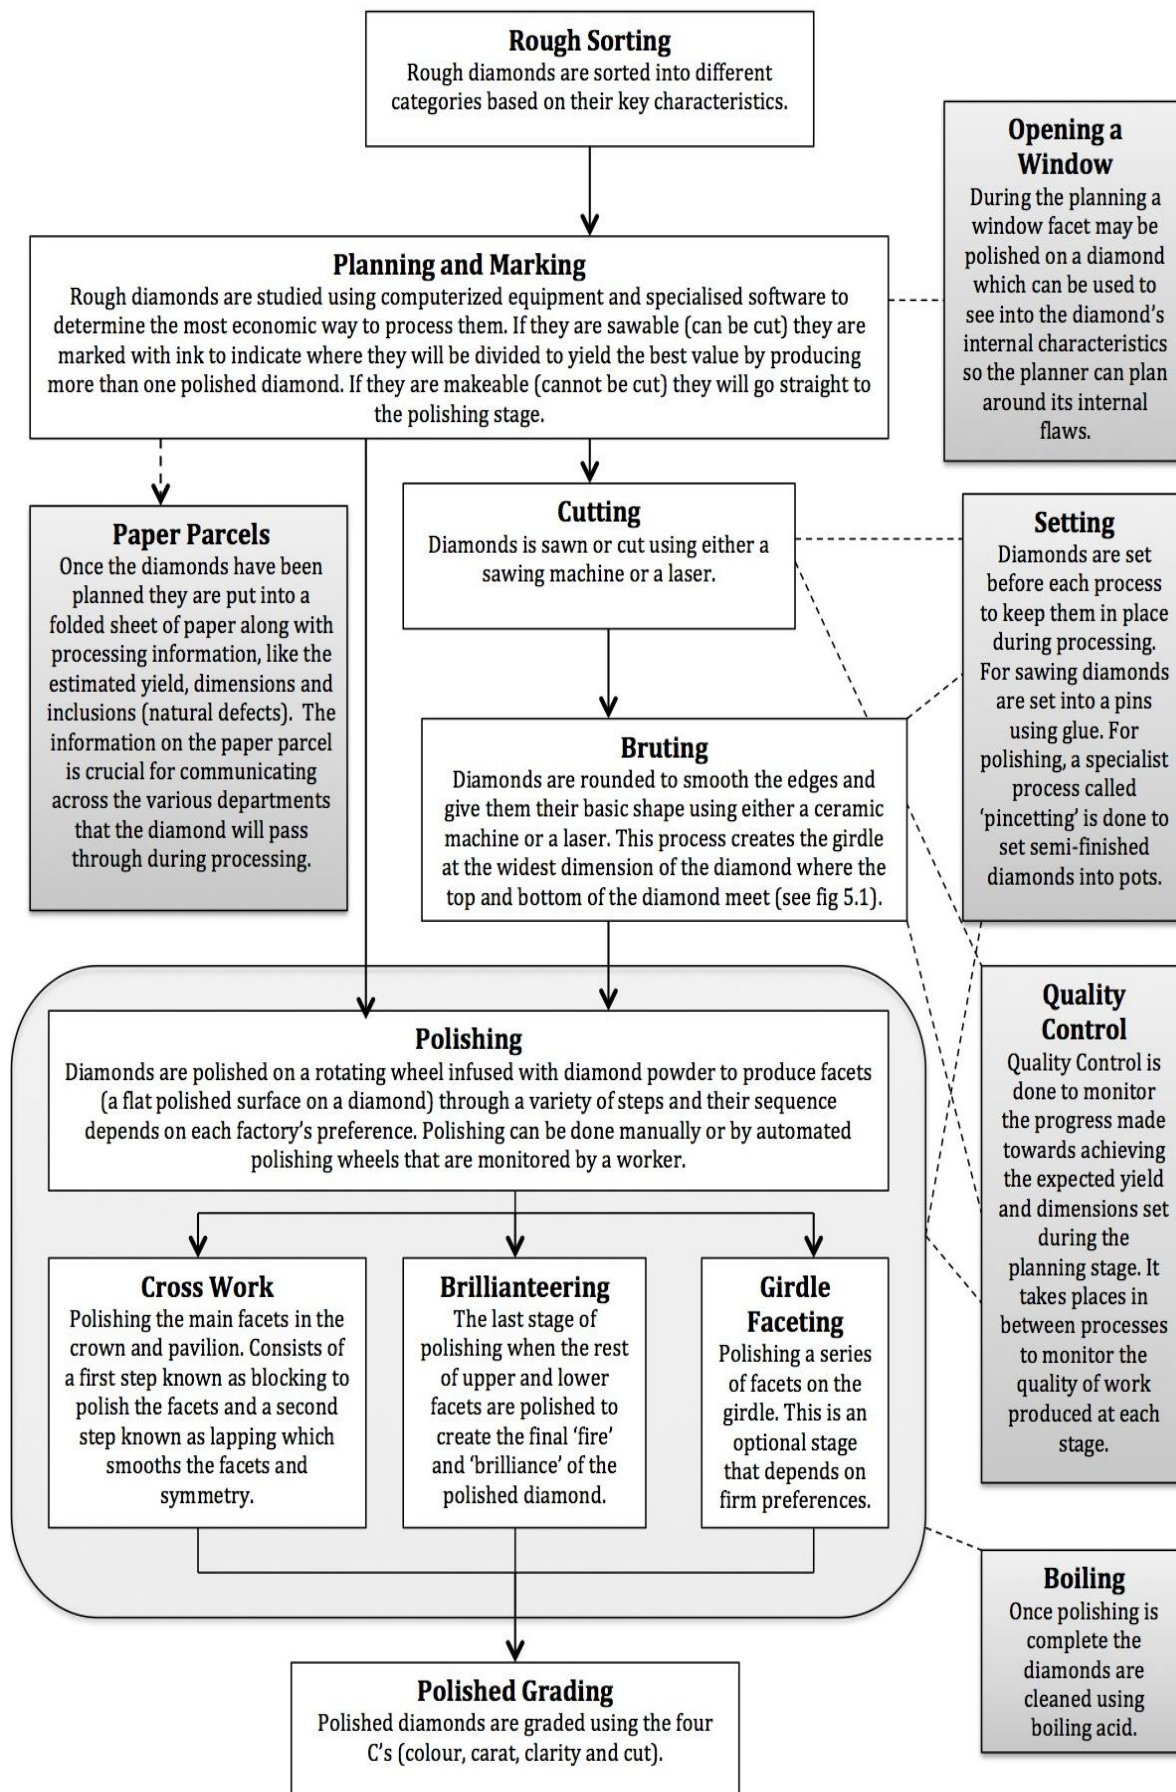 Rough Sorting
Rough diamonds are sorted into different
categories based on their key characteristics.
Opening a
Window
During the planning a
window facet may be
polished on a diamond
which can be used to
see into the diamond's
internal characteristics
so the planner can plan
around its internal
flaws.
Planning and Marking
Rough diamonds are studied using computerized equipment and specialised software to
determine the most economic way to process them. If they are sawable (can be cut) they are
marked with ink to indicate where they will be divided to yield the best value by producing
more than one polished diamond. If they are makeable (cannot be cut) they will go straight to
the polishing stage.
Paper Parcels
Once the diamonds have been
planned they are put into a
folded sheet of paper along with
processing information, like the
estimated yield, dimensions and
inclusions (natural defects).  The
information on the paper parcel
is crucial for communicating
across the various departments
that the diamond will pass
through during processing.
Cutting
Diamonds is sawn or cut using either a
sawing machine or a laser.
Setting
Diamonds are set
before each process
to keep them in place
during processing.
For sawing diamonds
are set into a pins
using glue. For
polishing, a specialist
process called
'pincetting' is done to
set semi-finished
diamonds into pots.
Bruting
Diamonds are rounded to smooth the edges and
give them their basic shape using either a ceramic
machine or a laser. This process creates the girdle
at the widest dimension of the diamond where the
top and bottom of the diamond meet (see fig 5.1).
Quality
Control
Quality Control is
done to monitor
the progress made
towards achieving
the expected yield
and dimensions set
during the
planning stage. It
takes places in
between processes
to monitor the
quality of work
produced at each
stage.
Polishing
Diamonds are polished on a rotating wheel infused with diamond powder to produce facets
(a flat polished surface on a diamond) through a variety of steps and their sequence
depends on each factory's preference. Polishing can be done manually or by automated
polishing wheels that are monitored by a worker.
Cross Work
Polishing the main facets in the
crown and pavilion. Consists of
a first step known as blocking to
polish the facets and a second
step known as lapping which
smooths the facets and
symmetry.
Brillianteering
The last stage of
polishing when the rest
of upper and lower
facets are polished to
create the final 'fire'
and 'brilliance' of the
polished diamond.
Girdle
Faceting
Polishing a series
of facets on the
girdle. This is an
optional stage
that depends on
firm preferences.
Boiling
Once polishing is
complete the
diamonds are
cleaned using
boiling acid.
Polished Grading
Polished diamonds are graded using the four
C's (colour, carat, clarity and cut).